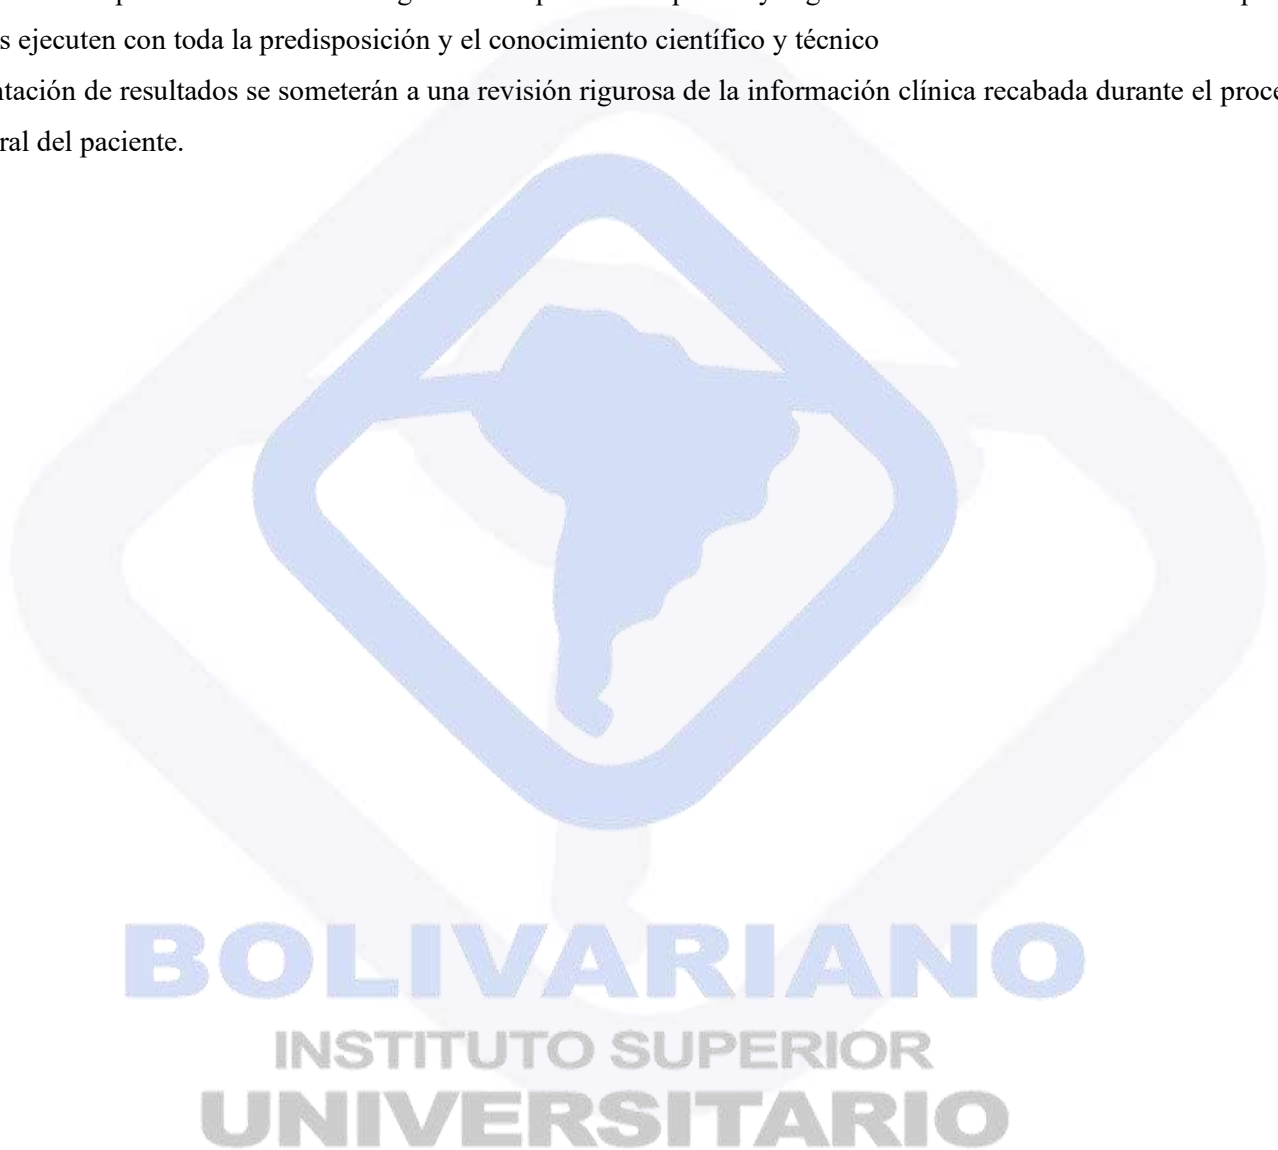 s ejecuten con toda la predisposición y el conocimiento científico y técnico
ntación de resultados se someterán a una revisión rigurosa de la información clínica recabada durante el proce
ral del paciente.
BOLIVARIANO
INSTITUTO SUPERIOR
UNIVERSITARIO